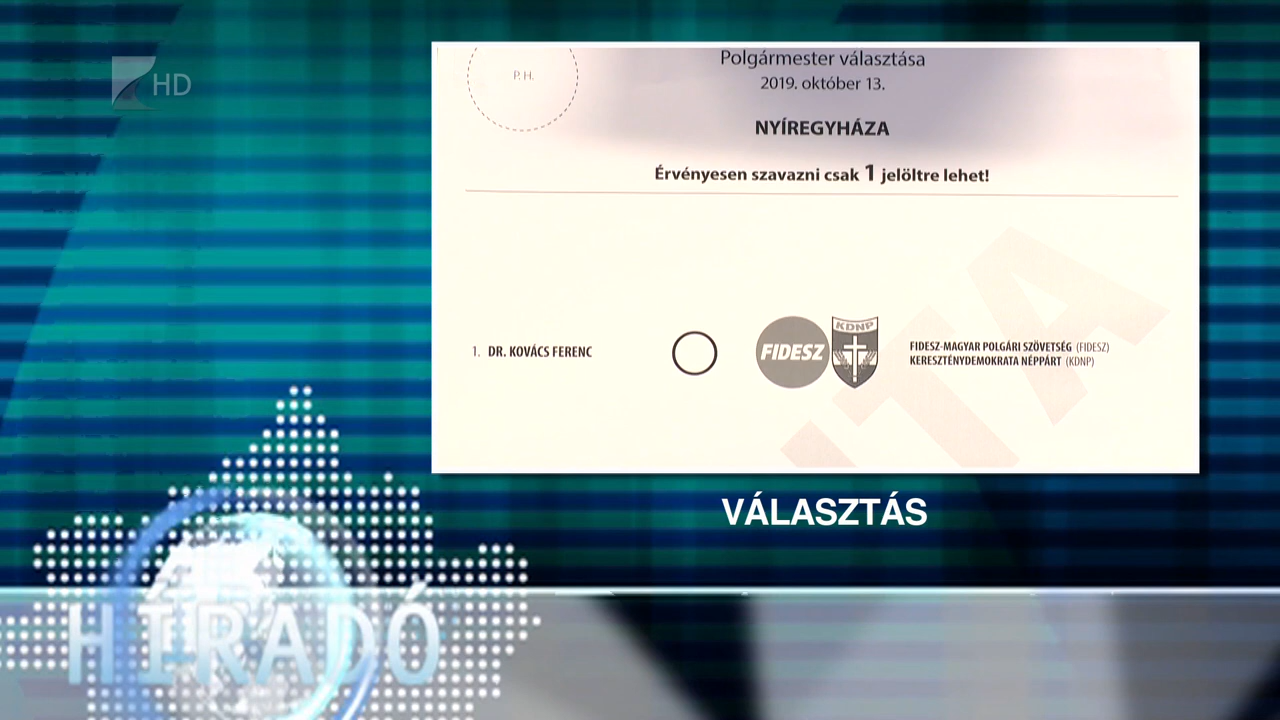 HD
P. H.
Polgármester választása
2019. október 13.
NYÍREGYHÁZA
Érvényesen szavazni csak 1 jelöltre lehet!
1. DR. KOVÁCS FERENC
FIDESZ
KDNP
FIDESZ-MAGYAR POLGÁRI SZÖVETSÉG (FIDESZ)
KERESZTÉNYDEMOKRATA NÉPPÁRT (KDNP)
VÁLASZTÁS
HÍRADÓ